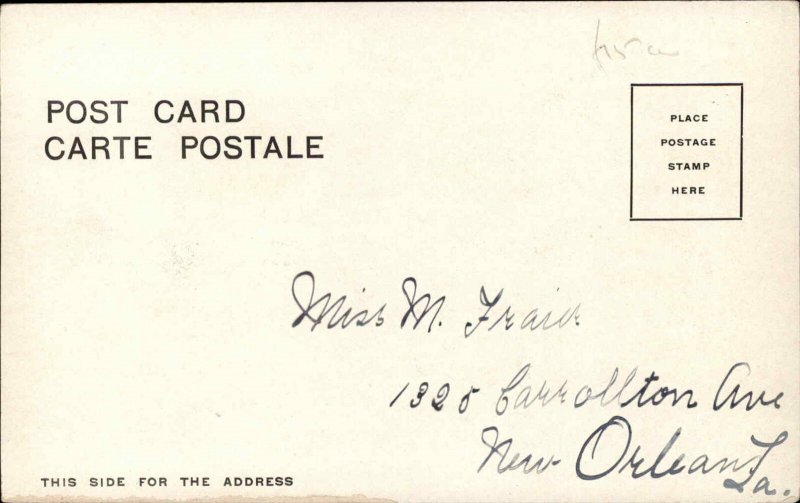 POST CARD
CARTE POSTALE
PLACE
POSTAGE
STAMP
HERE
Miss M.
1325 Carrollton Ave
New Orleans
La.
THIS SIDE FOR THE ADDRESS